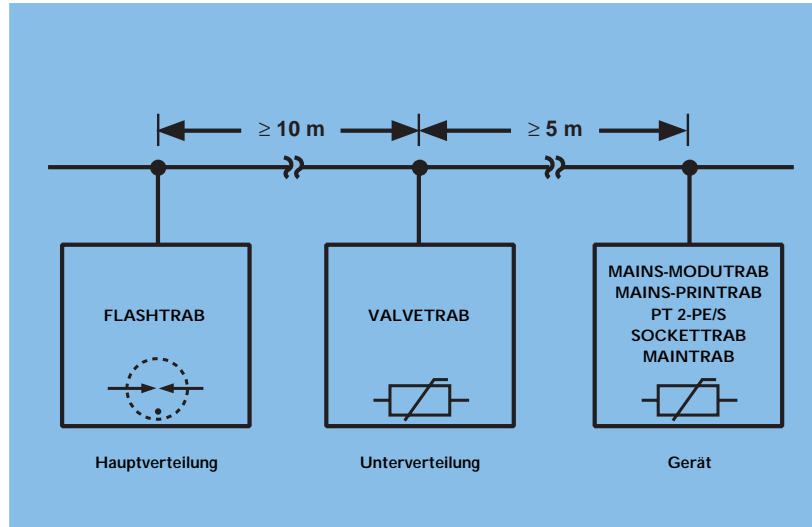 ≥ 10 m
≥ 5 m
FLASHTRAB
VALVETRAB
MAINS-MODUTRAB
MAINS-PRINTRAB
PT 2-PE/S
SOCKETTRAB
MAINTRAB
Hauptverteilung
Unterverteilung
Gerät